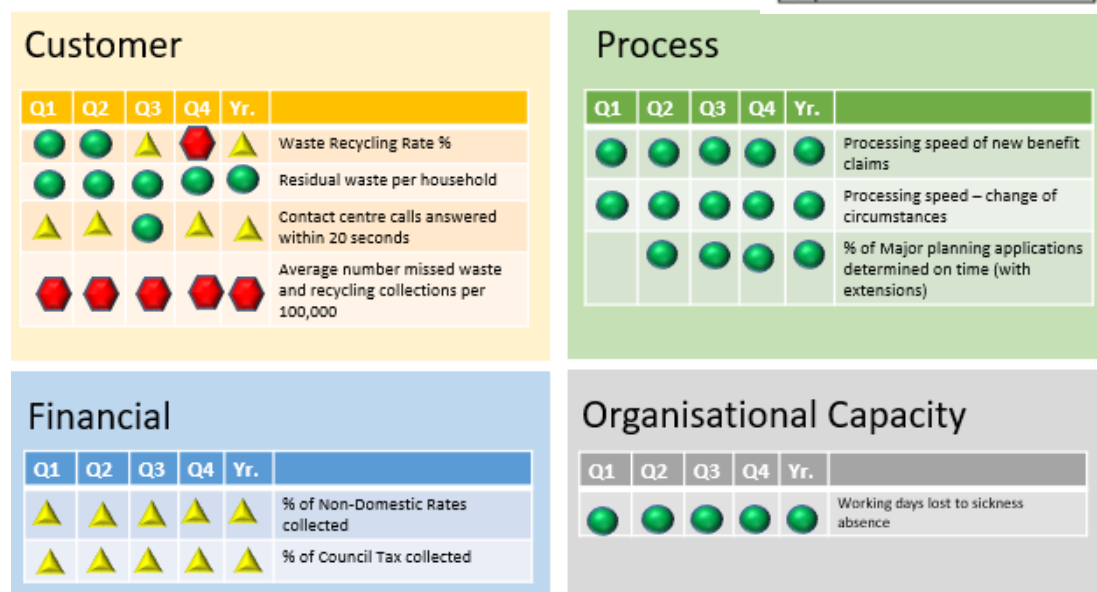 Customer
Q1 Q2 Q3 Q4 Yr.
Waste Recycling Rate %
Residual waste per household
Contact centre calls answered
within 20 seconds
Average number missed waste
and recycling collections per
100,000
Process
Q1 Q2 Q3 Q4 Yr.
Processing speed of new benefit
claims
Processing speed – change of
circumstances
% of Major planning applications
determined on time (with
extensions)
Financial
Q1 Q2 Q3 Q4 Yr.
% of Non-Domestic Rates
collected
% of Council Tax collected
Organisational Capacity
Q1 Q2 Q3 Q4 Yr.
Working days lost to sickness
absence